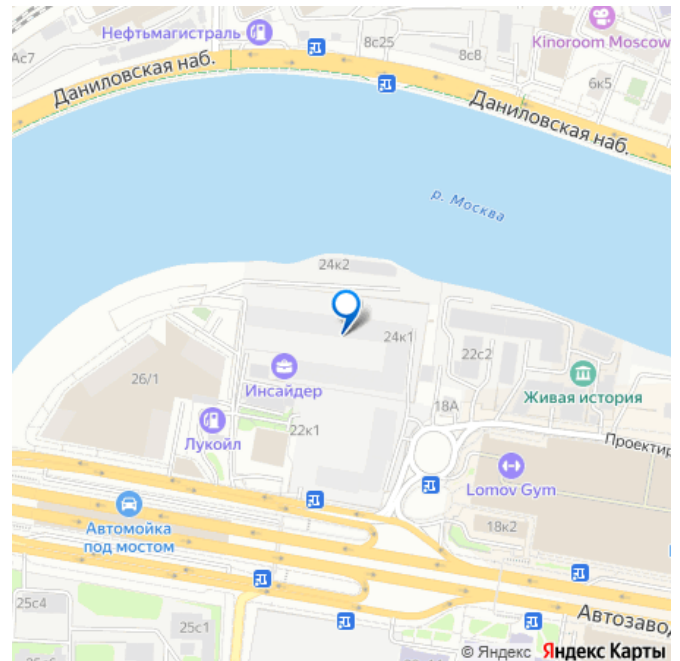 Нефтьмагистраль
8с25
Kinoroom Moscow
Ас7
8с8
6к5
Даниловская наб.
Даниловская наб.
р. Москва
24к2
24к1
22с2
26/1
Инсайдер
Живая история
18А
Лукойл
22к1
Проектир
Lomov Gym
Автомойка
под мостом
18к2
25с4
25с1
Автозавод
© Яндекс Яндекс Карты